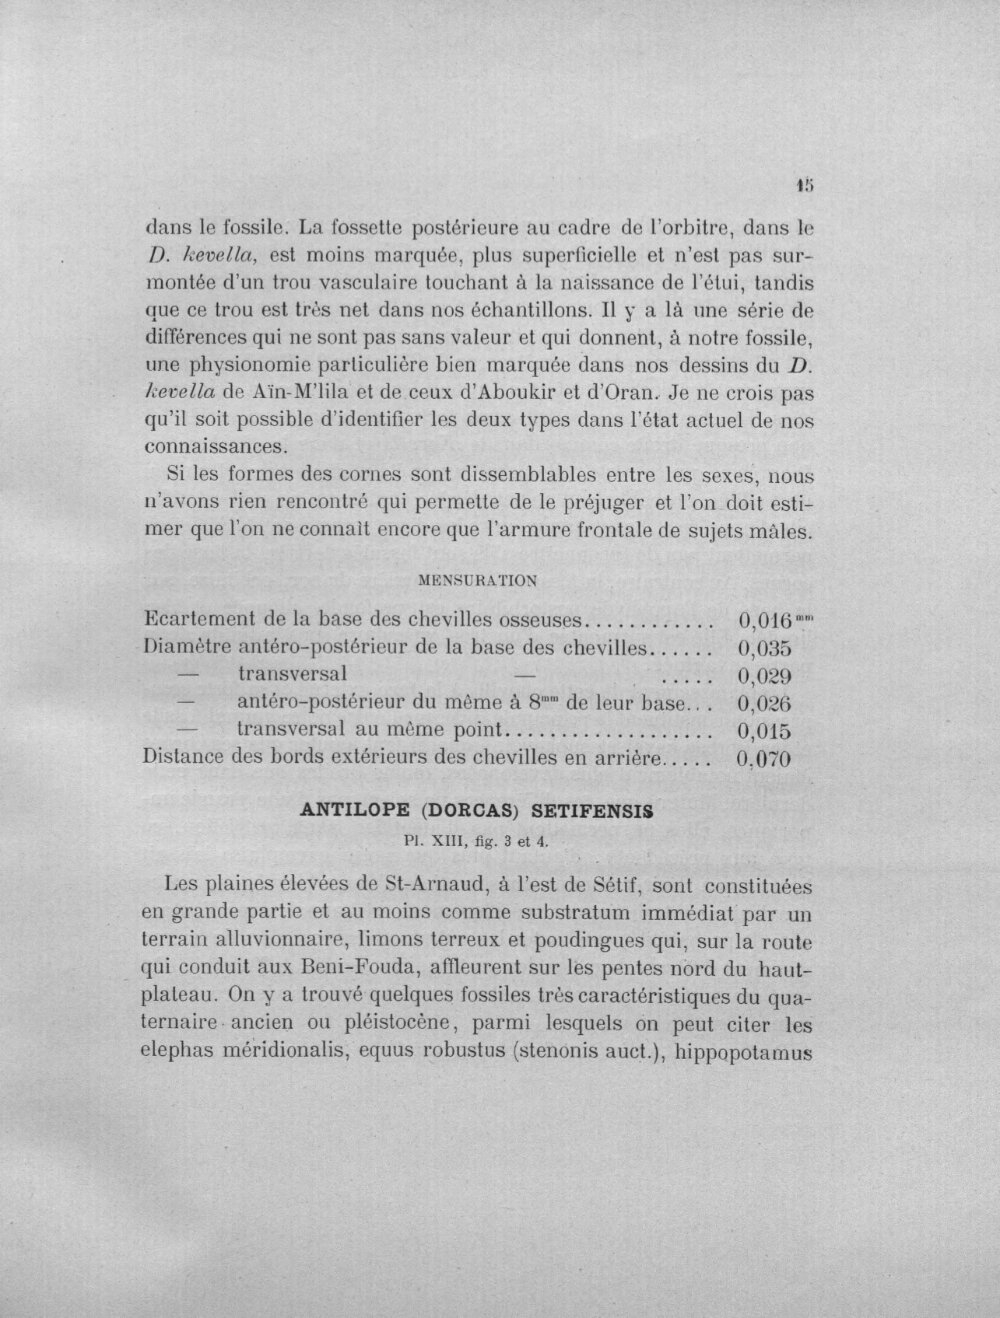 15
dans le fossile. La fossette postérieure au cadre de l'orbitre, dans le
D. kevella, est moins marquée, plus superficielle et n'est pas sur-
montée d'un trou vasculaire touchant à la naissance de l'étui, tandis
que ce trou est très net dans nos échantillons. Il y a là une série de
différences qui ne sont pas sans valeur et qui donnent, à notre fossile,
une physionomie particulière bien marquée dans nos dessins du D.
kevella de Aïn-M'lila et de ceux d'Aboukir et d'Oran. Je ne crois pas
qu'il soit possible d'identifier les deux types dans l'état actuel de nos
connaissances.
Si les formes des cornes sont dissemblables entre les sexes, nous
n'avons rien rencontré qui permette de le préjuger et l'on doit esti-
mer que l'on ne connaît encore que l'armure frontale de sujets mâles.
MENSURATION
Ecartement de la base des chevilles osseuses............ 0,016mm
Diamètre antéro-postérieur de la base des chevilles...... 0,035
— transversal — ..... 0,029
— antéro-postérieur du même à 8mm de leur base... 0,026
— transversal au même point................... 0,015
Distance des bords extérieurs des chevilles en arrière..... 0,070
ANTILOPE (DORCAS) SETIFENSIS
Pl. XIII, fig. 3 et 4.
Les plaines élevées de St-Arnaud, à l'est de Sétif, sont constituées
en grande partie et au moins comme substratum immédiat par un
terrain alluvionnaire, limons terreux et poudingues qui, sur la route
qui conduit aux Beni-Fouda, affleurent sur les pentes nord du haut-
plateau. On y a trouvé quelques fossiles très caractéristiques du qua-
ternaire ancien ou pléistocène, parmi lesquels on peut citer les
elephas méridionalis, equus robustus (stenonis auct.), hippopotamus